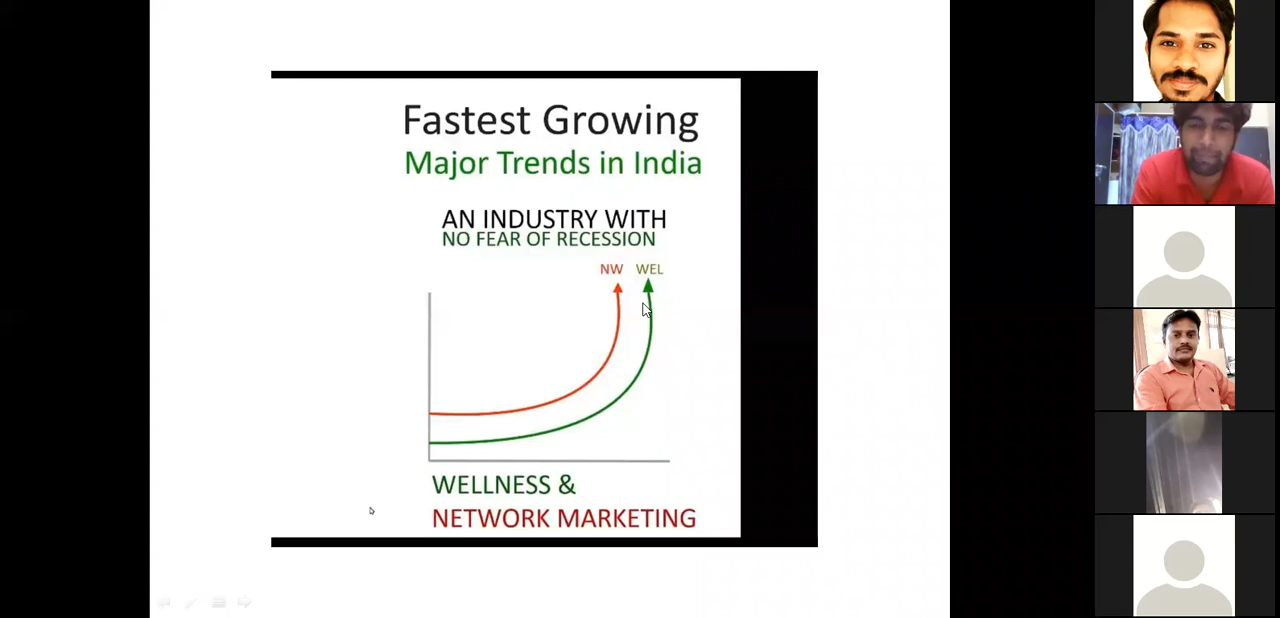 Fastest Growing
Major Trends in India
AN INDUSTRY WITH
NO FEAR OF RECESSION
NW WEL
WELLNESS &
NETWORK MARKETING